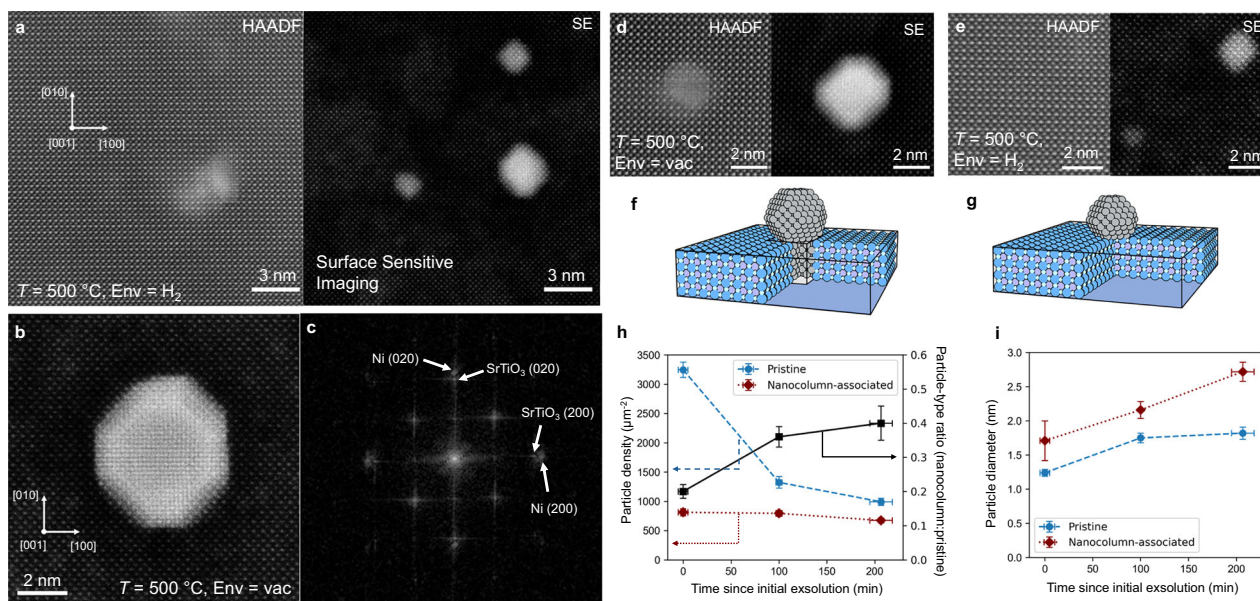 a
HAADF
SE
[010]
[001]
[100]
T = 500 °C, Env = H2
3 nm
Surface Sensitive
Imaging
3 nm
b
[010]
[001]
[100]
2 nm
T = 500 °C, Env = vac
c
Ni (020)
SrTiO3 (020)
SrTiO3 (200)
Ni (200)
d
HAADF
SE
T = 500 °C,
Env = vac
2 nm
2 nm
e
HAADF
SE
T = 500 °C,
Env = H2
2 nm
2 nm
f
g
h
Pristine
Nanocolumn-associated
3500
3000
2500
2000
1500
1000
500
0
Particle density (µm-2)
0.6
0.5
0.4
0.3
0.2
0.1
0.0
Particle-type ratio (nanocolumn:pristine)
0
50
100
150
200
Time since initial exsolution (min)
i
3.0
2.5
2.0
1.5
1.0
0.5
0.0
Particle diameter (nm)
Pristine
Nanocolumn-associated
0
50
100
150
200
Time since initial exsolution (min)